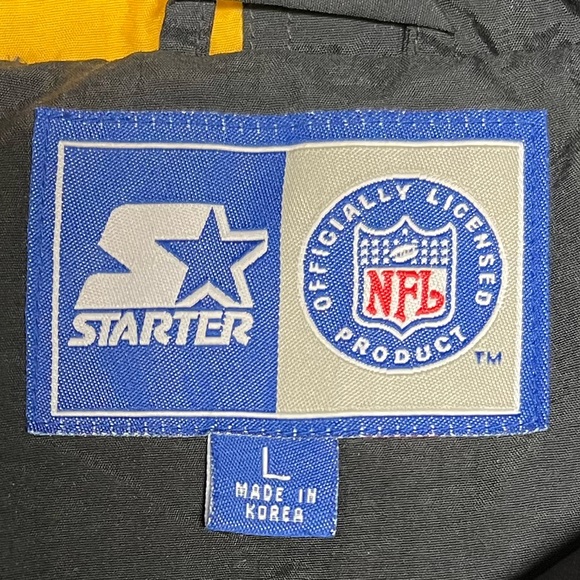 STARTER
OFFICIALLY LICENSED
NFL
PRODUCT
TM
L
MADE IN
KOREA